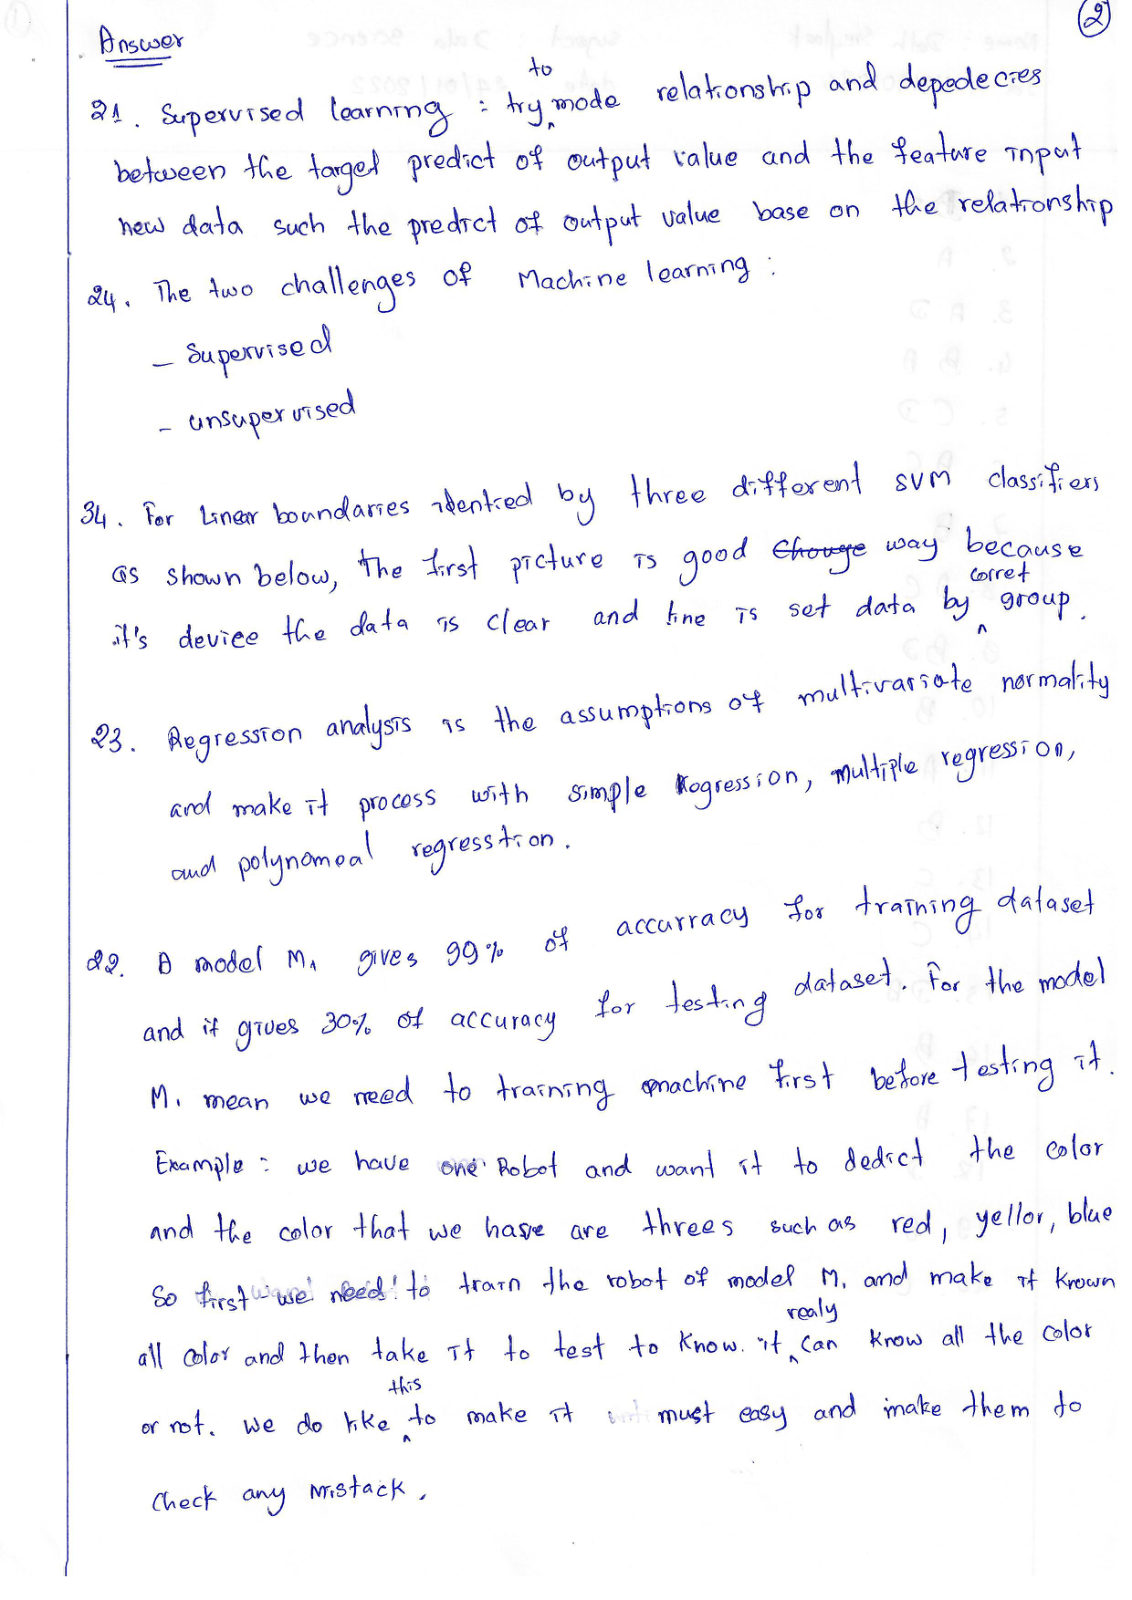 2
Answer
21. Supervised learning : try to mode relationship and depedecies
between the target predict of output value and the feature input
new data such the predict of output value base on the relationship
24. The two challenges of Machine learning :
- Supervised
- unsupervised
34. For Linear boundaries identied by three different SVM classifiers
as shown below, the first picture is good way because
it's device the data is clear and line is set data by corret group.
23. Regression analysis is the assumptions of multivariate normality
and make it process with simple Rogression, multiple regression,
and polynomoal regresstion.
22. A model M1 gives 99% of accurracy for training dataset
and it gives 30% of accuracy for testing dataset. For the model
M1 mean we need to training machine first before testing it.
Example : we have one Robot and want it to dedict the color
and the color that we have are threes such as red, yellor, blue
So first we need to train the robot of model M1 and make it known
all color and then take it to test to know. it realy can know all the color
or not. we do like this to make it must easy and make them to
check any mistack.